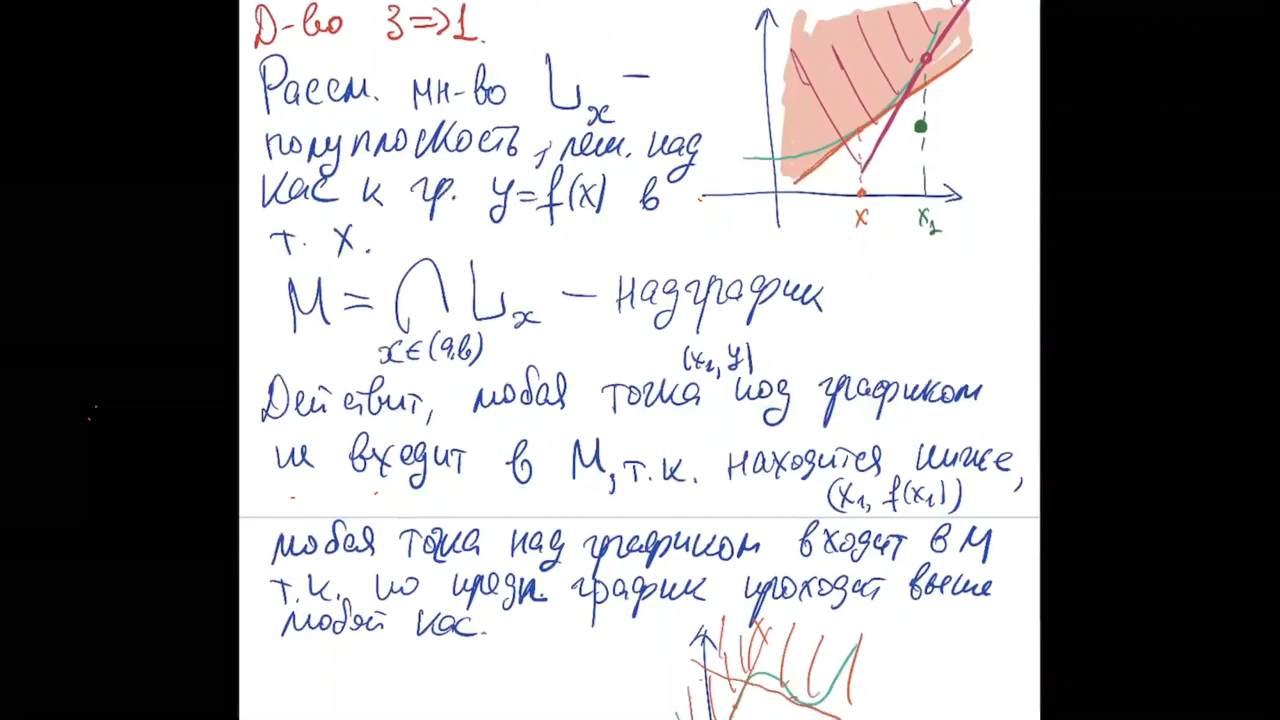 Д-во 3=>1.
Рассм. мн-во L_x –
полуплоскость, леж. над
кас к гр. y=f(x) в
т. x.
x
x₁
M = ∩ L_x – надграфик
x∈(a,b)
(x₁, y)
Действит, любая точка под графиком
не входит в M, т.к. находится ниже,
(x₁, f(x₁))
любая точка над графиком входит в M
т.к. по предп. график проходит выше
любой кас.